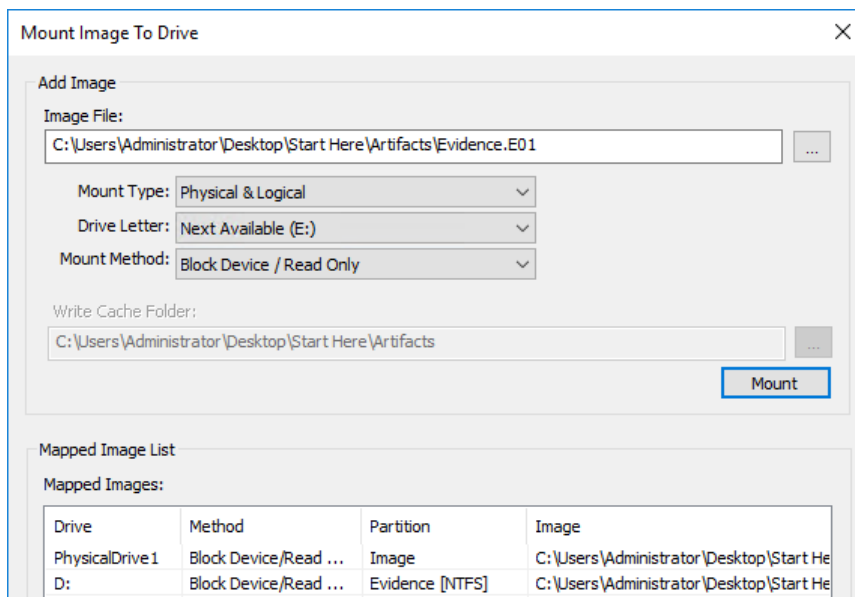 Mount Image To Drive
Add Image
Image File:
C:\Users\Administrator\Desktop\Start Here\Artifacts\Evidence.E01
...
Mount Type: Physical & Logical
Drive Letter: Next Available (E:)
Mount Method: Block Device / Read Only
Write Cache Folder:
C:\Users\Administrator\Desktop\Start Here\Artifacts
...
Mount
Mapped Image List
Mapped Images:
Drive Method Partition Image
PhysicalDrive1 Block Device/Read ... Image C:\Users\Administrator\Desktop\Start He
D: Block Device/Read ... Evidence [NTFS] C:\Users\Administrator\Desktop\Start He